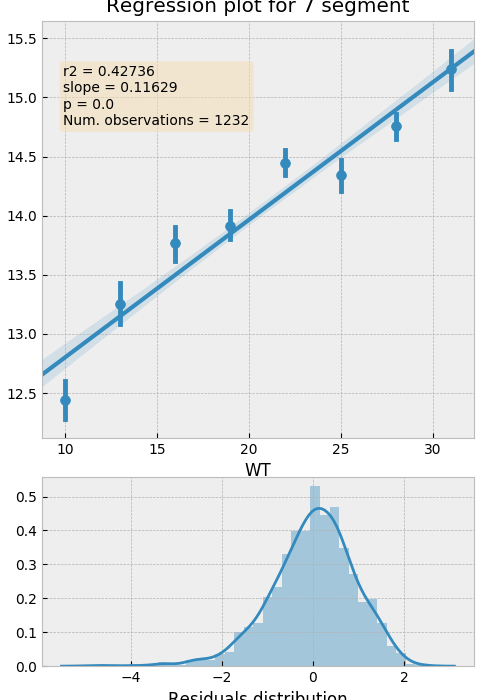 Regression plot for 7 segment
15.5
r2 = 0.42736
slope = 0.11629
p = 0.0
Num. observations = 1232
15.0
14.5
14.0
13.5
13.0
12.5
10 15 20 25 30
WT
0.5
0.4
0.3
0.2
0.1
0.0
−4 −2 0 2
Residuals distribution